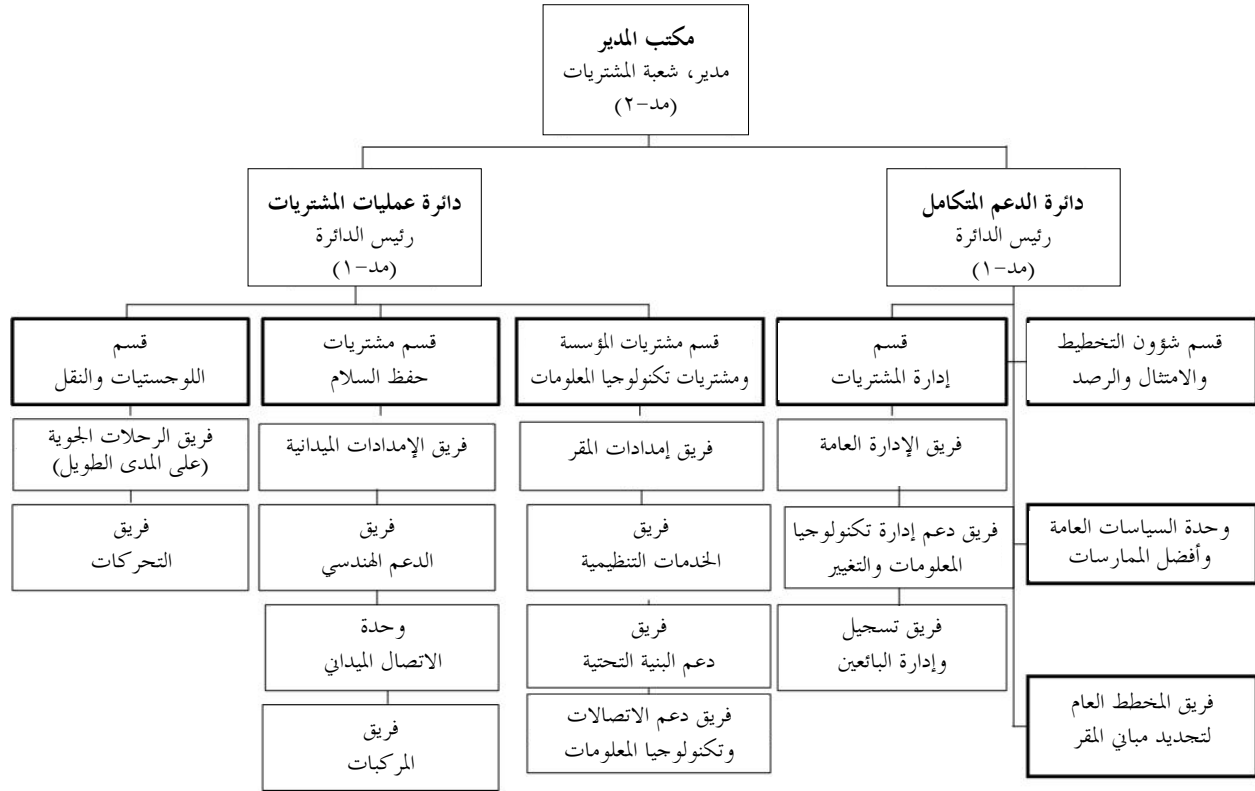 مكتب المدير
مدير، شعبة المشتريات
(مد-٢)
دائرة الدعم المتكامل
رئيس الدائرة
(مد-١)
دائرة عمليات المشتريات
رئيس الدائرة
(مد-١)
قسم شؤون التخطيط
والامتثال والرصد
قسم
إدارة المشتريات
قسم مشتريات المؤسسة
ومشتريات تكنولوجيا المعلومات
قسم مشتريات
حفظ السلام
قسم
اللوجستيات والنقل
فريق الإدارة العامة
فريق إمدادات المقر
فريق الإمدادات الميدانية
فريق الرحلات الجوية
(على المدى الطويل)
وحدة السياسات العامة
وأفضل الممارسات
فريق دعم إدارة تكنولوجيا
المعلومات والتغيير
فريق
الخدمات التنظيمية
فريق
الدعم الهندسي
فريق
التحركات
فريق تسجيل
وإدارة البائعين
فريق
دعم البنية التحتية
وحدة
الاتصال الميداني
فريق المخطط العام
لتجديد مباني المقر
فريق دعم الاتصالات
وتكنولوجيا المعلومات
فريق
المركبات